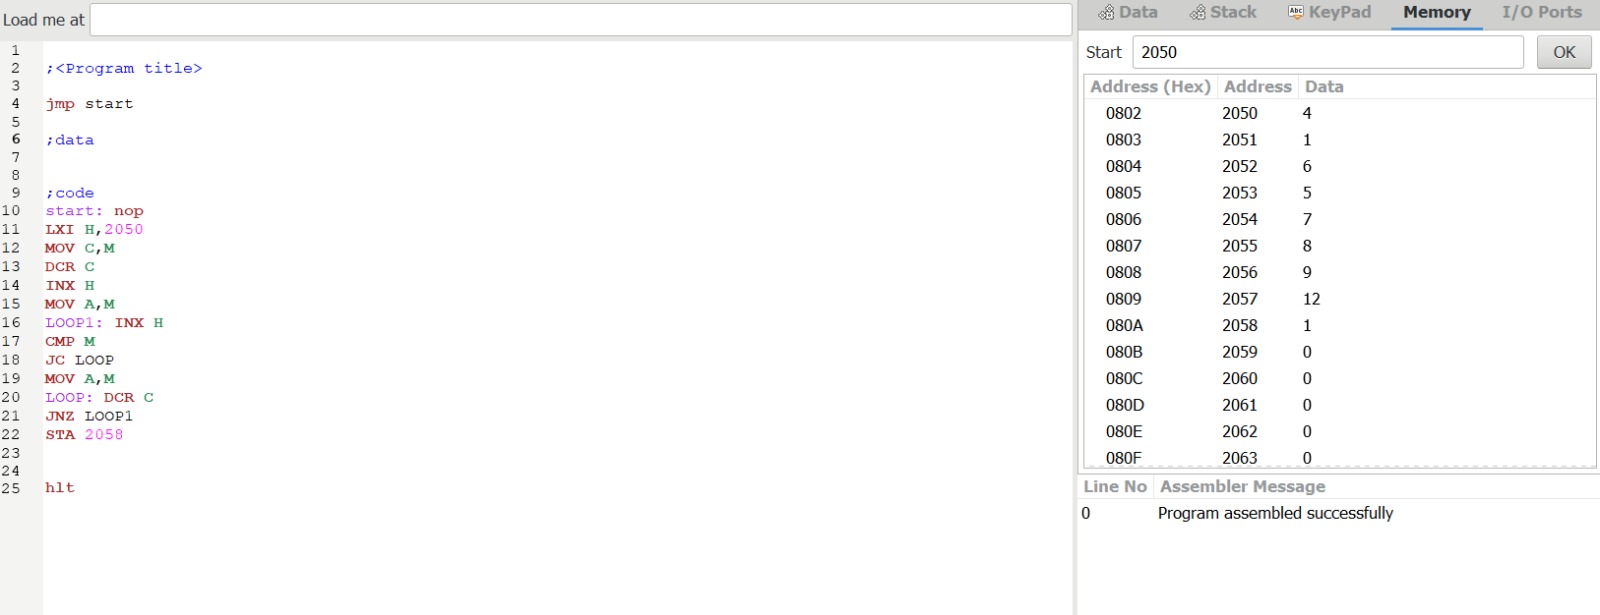 Load me at
1
2 ;<Program title>
3
4 jmp start
5
6 ;data
7
8
9 ;code
10 start: nop
11 LXI H,2050
12 MOV C,M
13 DCR C
14 INX H
15 MOV A,M
16 LOOP1: INX H
17 CMP M
18 JC LOOP
19 MOV A,M
20 LOOP: DCR C
21 JNZ LOOP1
22 STA 2058
23
24
25 hlt
Data Stack Abc KeyPad Memory I/O Ports
Start 2050 OK
Address (Hex) Address Data
0802 2050 4
0803 2051 1
0804 2052 6
0805 2053 5
0806 2054 7
0807 2055 8
0808 2056 9
0809 2057 12
080A 2058 1
080B 2059 0
080C 2060 0
080D 2061 0
080E 2062 0
080F 2063 0
Line No Assembler Message
0 Program assembled successfully